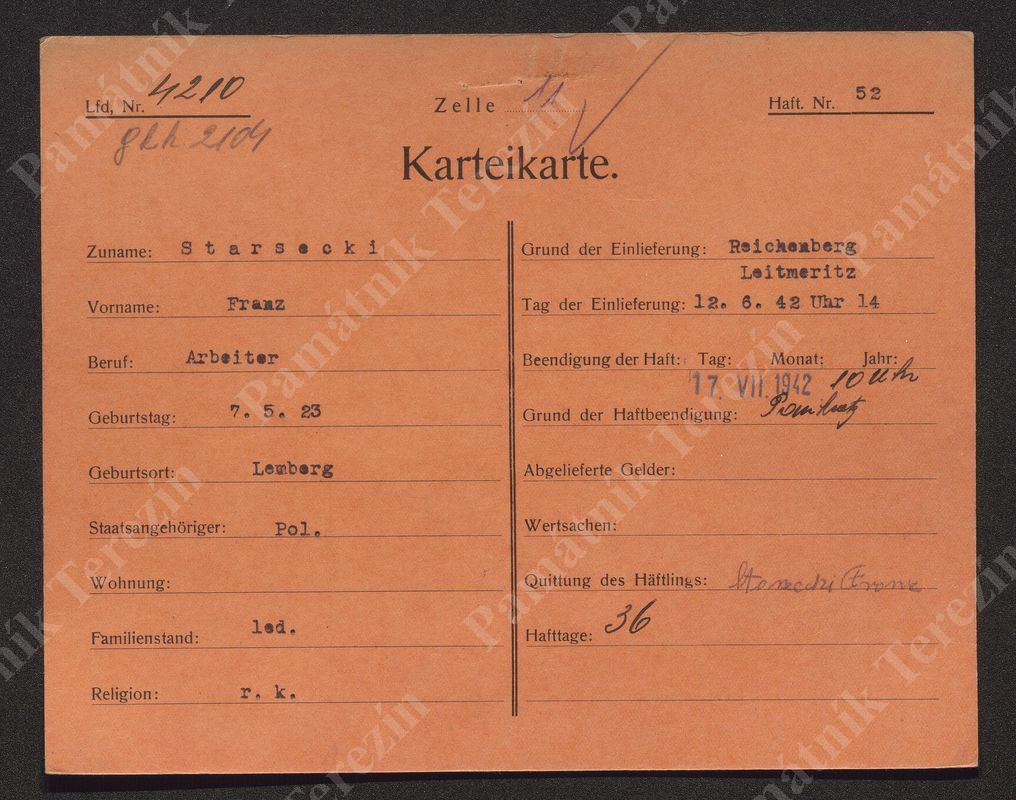 Lfd, Nr. 4210
Zelle 11
Haft. Nr. 52
Karteikarte.
Zuname: Starsecki
Vorname: Franz
Beruf: Arbeiter
Geburtstag: 7. 5. 23
Geburtsort: Lemberg
Staatsangehöriger: Pol.
Wohnung:
Familienstand: led.
Religion: r. k.
Grund der Einlieferung: Reichenberg
Leitmeritz
Tag der Einlieferung: 12. 6. 42 Uhr 14
Beendigung der Haft: Tag: Monat: Jahr:
17. VII. 1942 10 Uhr
Grund der Haftbeendigung:
Abgelieferte Gelder:
Wertsachen:
Quittung des Häftlings:
Hafttage: 36
Památník Terezín